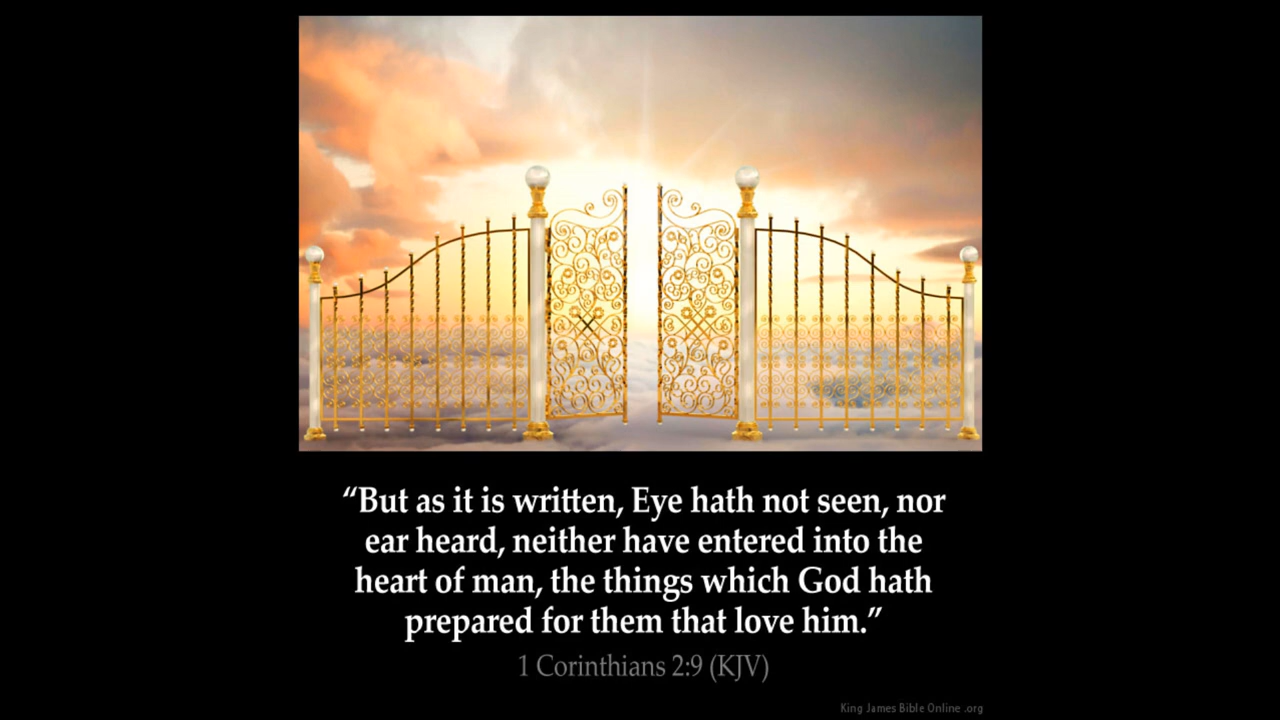 “But as it is written, Eye hath not seen, nor
ear heard, neither have entered into the
heart of man, the things which God hath
prepared for them that love him.”
1 Corinthians 2:9 (KJV)
King James Bible Online .org